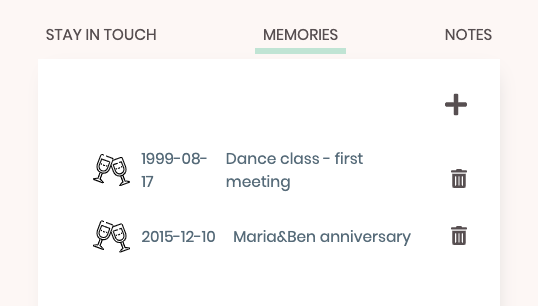 STAY IN TOUCH MEMORIES NOTES
1999-08- Dance class - first
17 meeting
2015-12-10 Maria&Ben anniversary